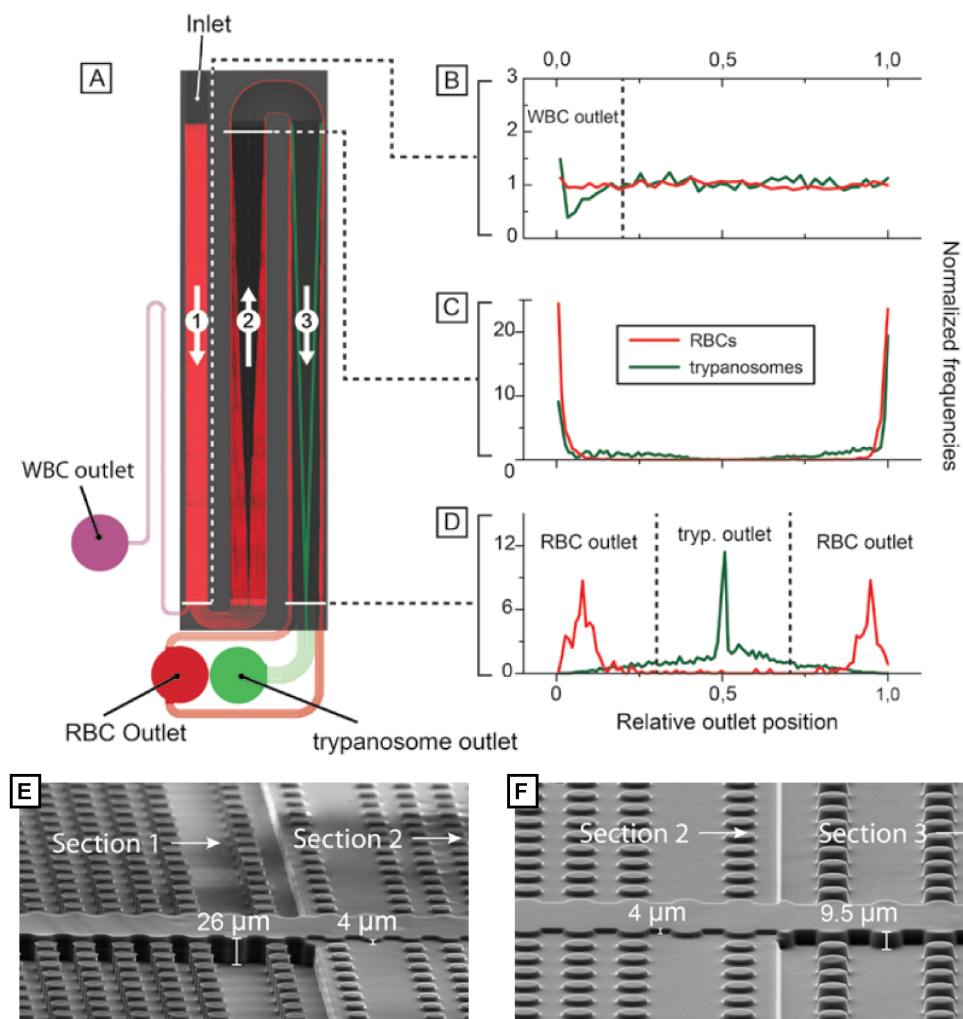 Inlet
A
1
2
3
WBC outlet
RBC Outlet
trypanosome outlet
0,0 0,5 1,0
B
3
2
1
0
WBC outlet
C
20
10
0
RBCs
trypanosomes
Normalized frequencies
D
12
6
0
RBC outlet
tryp. outlet
RBC outlet
0 0,5 1,0
Relative outlet position
E
Section 1
Section 2
26 µm
4 µm
F
Section 2
Section 3
4 µm
9.5 µm